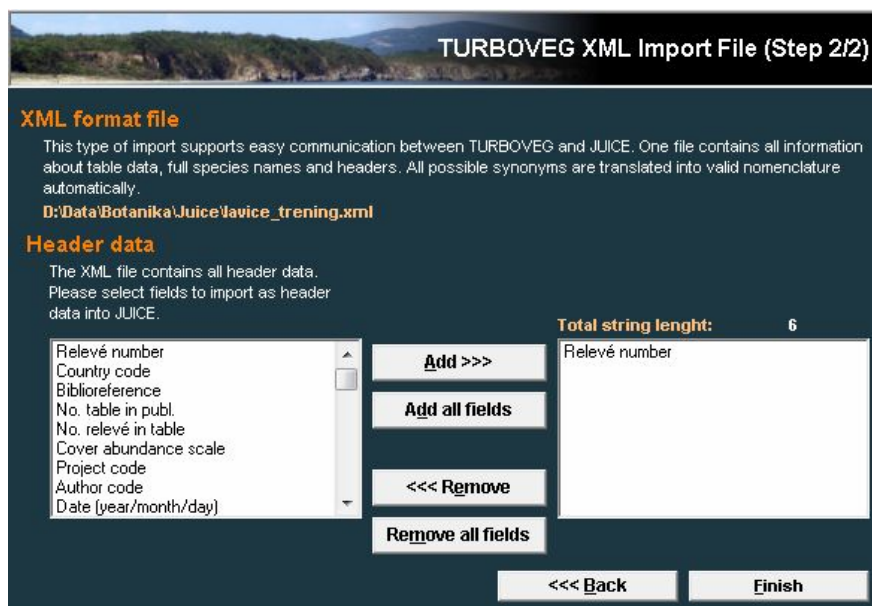 TURBOVEG XML Import File (Step 2/2)
XML format file
This type of import supports easy communication between TURBOVEG and JUICE. One file contains all information
about table data, full species names and headers. All possible synonyms are translated into valid nomenclature
automatically.
D:\Data\Botanika\Juice\lavice_trening.xml
Header data
The XML file contains all header data.
Please select fields to import as header
data into JUICE.
Total string lenght: 6
Relevé number
Country code
Biblioreference
No. table in publ.
No. relevé in table
Cover abundance scale
Project code
Author code
Date (year/month/day)
Add >>>
Add all fields
<<< Remove
Remove all fields
Relevé number
<<< Back
Finish